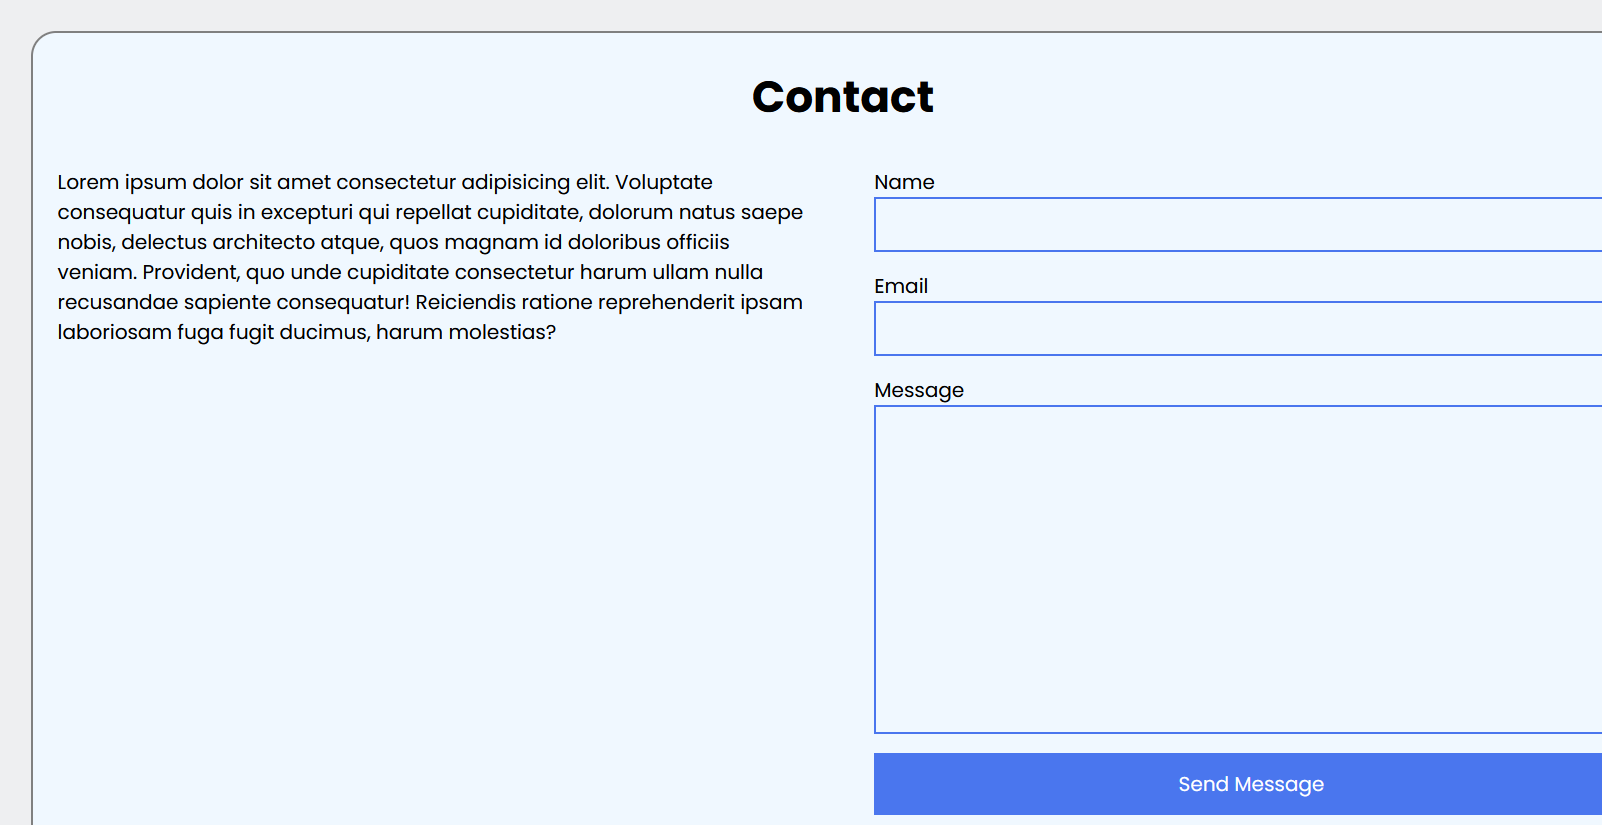 Contact
Lorem ipsum dolor sit amet consectetur adipisicing elit. Voluptate
consequatur quis in excepturi qui repellat cupiditate, dolorum natus saepe
nobis, delectus architecto atque, quos magnam id doloribus officiis
veniam. Provident, quo unde cupiditate consectetur harum ullam nulla
recusandae sapiente consequatur! Reiciendis ratione reprehenderit ipsam
laboriosam fuga fugit ducimus, harum molestias?
Name
Email
Message
Send Message